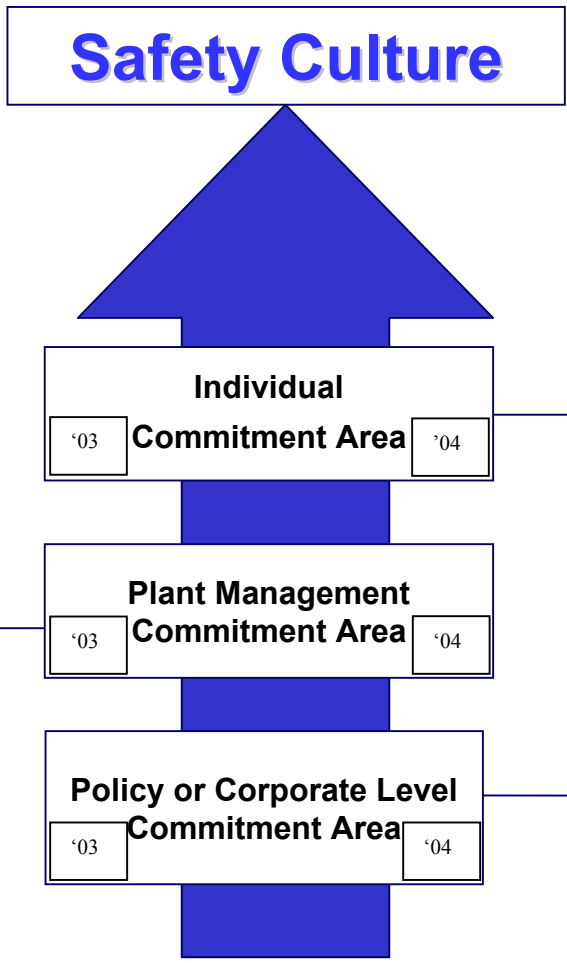 Safety Culture
Individual
‘03 Commitment Area ’04
Plant Management
‘03 Commitment Area ‘04
Policy or Corporate Level
‘03 Commitment Area ‘04